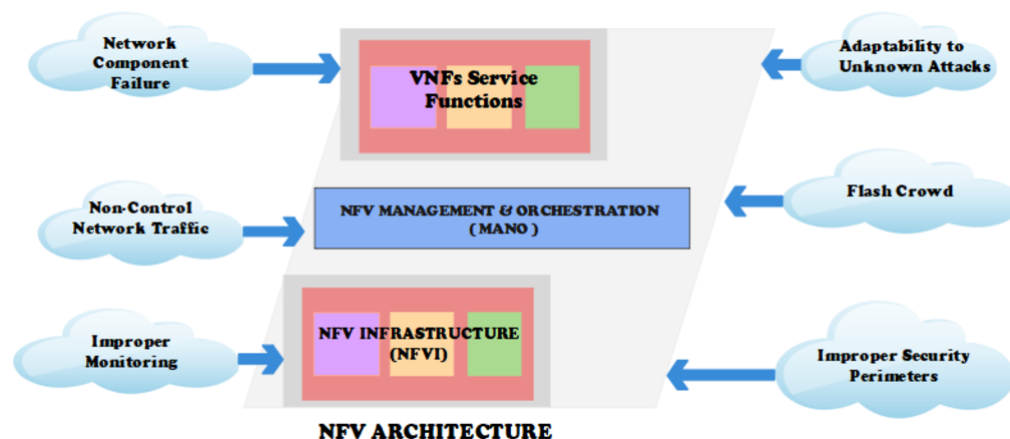 Network
Component
Failure
VNFs Service
Functions
Adaptability to
Unknown Attacks
Non-Control
Network Traffic
NFV MANAGEMENT & ORCHESTRATION
( MANO )
Flash Crowd
Improper
Monitoring
NFV INFRASTRUCTURE
(NFVI)
Improper Security
Perimeters
NFV ARCHITECTURE